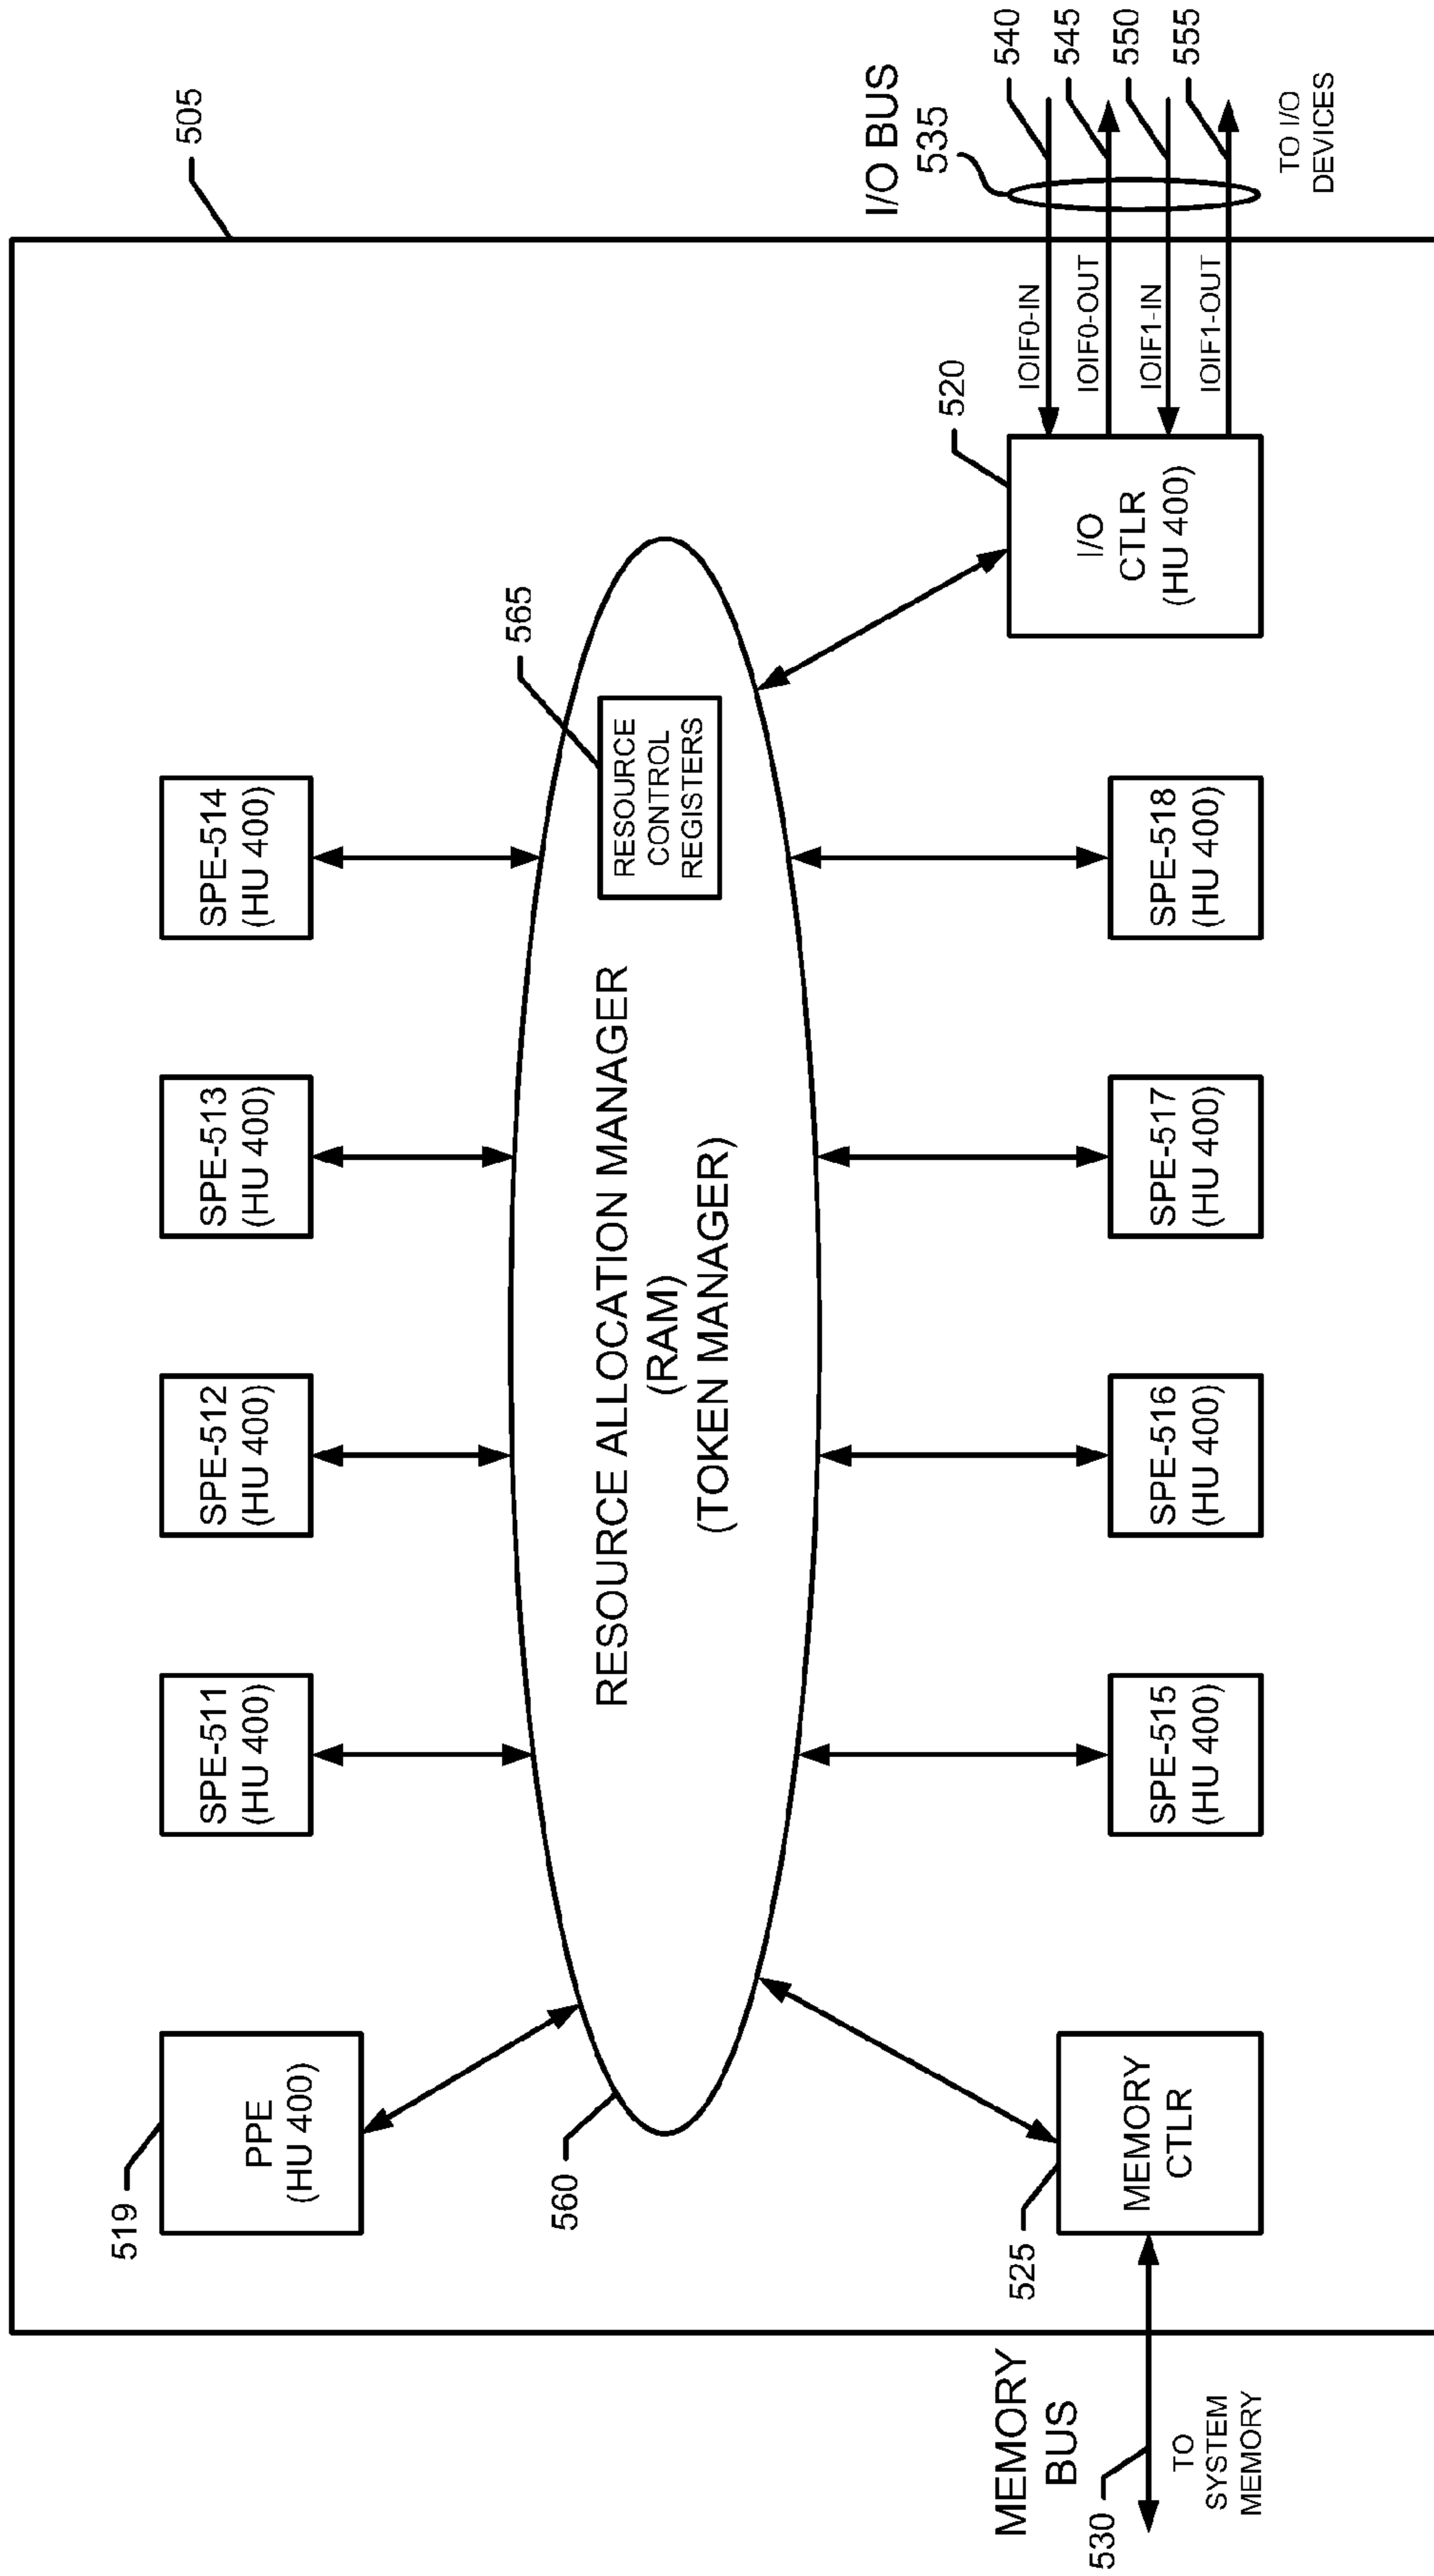 505
519
PPE
(HU 400)
SPE-511
(HU 400)
SPE-512
(HU 400)
SPE-513
(HU 400)
SPE-514
(HU 400)
560
RESOURCE ALLOCATION MANAGER
(RAM)
(TOKEN MANAGER)
565
RESOURCE
CONTROL
REGISTERS
MEMORY
BUS
530
TO
SYSTEM
MEMORY
525
MEMORY
CTLR
SPE-515
(HU 400)
SPE-516
(HU 400)
SPE-517
(HU 400)
SPE-518
(HU 400)
520
I/O
CTLR
(HU 400)
IOIF0-IN
IOIF0-OUT
IOIF1-IN
IOIF1-OUT
I/O BUS
535
540
545
550
555
TO I/O
DEVICES